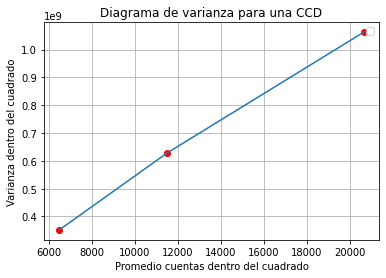 Diagrama de varianza para una CCD
1e9
1.0
0.9
0.8
0.7
0.6
0.5
0.4
Varianza dentro del cuadrado
6000 8000 10000 12000 14000 16000 18000 20000
Promedio cuentas dentro del cuadrado